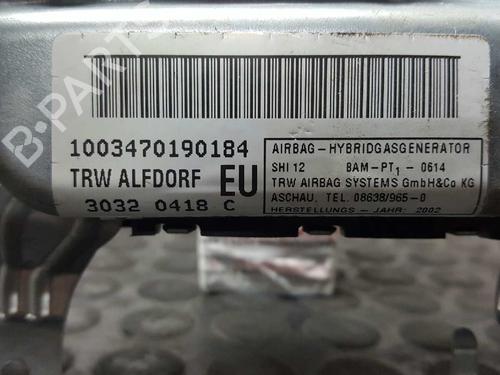 B-PARTS
1003470190184
TRW ALFDORF EU
3032 0418 C
AIRBAG-HYBRIDGASGENERATOR
SHI 12 BAM-PT1-0614
TRW AIRBAG SYSTEMS GmbH&Co KG
ASCHAU. TEL. 08638/965-0
HERSTELLUNGS-JAHR: 2002